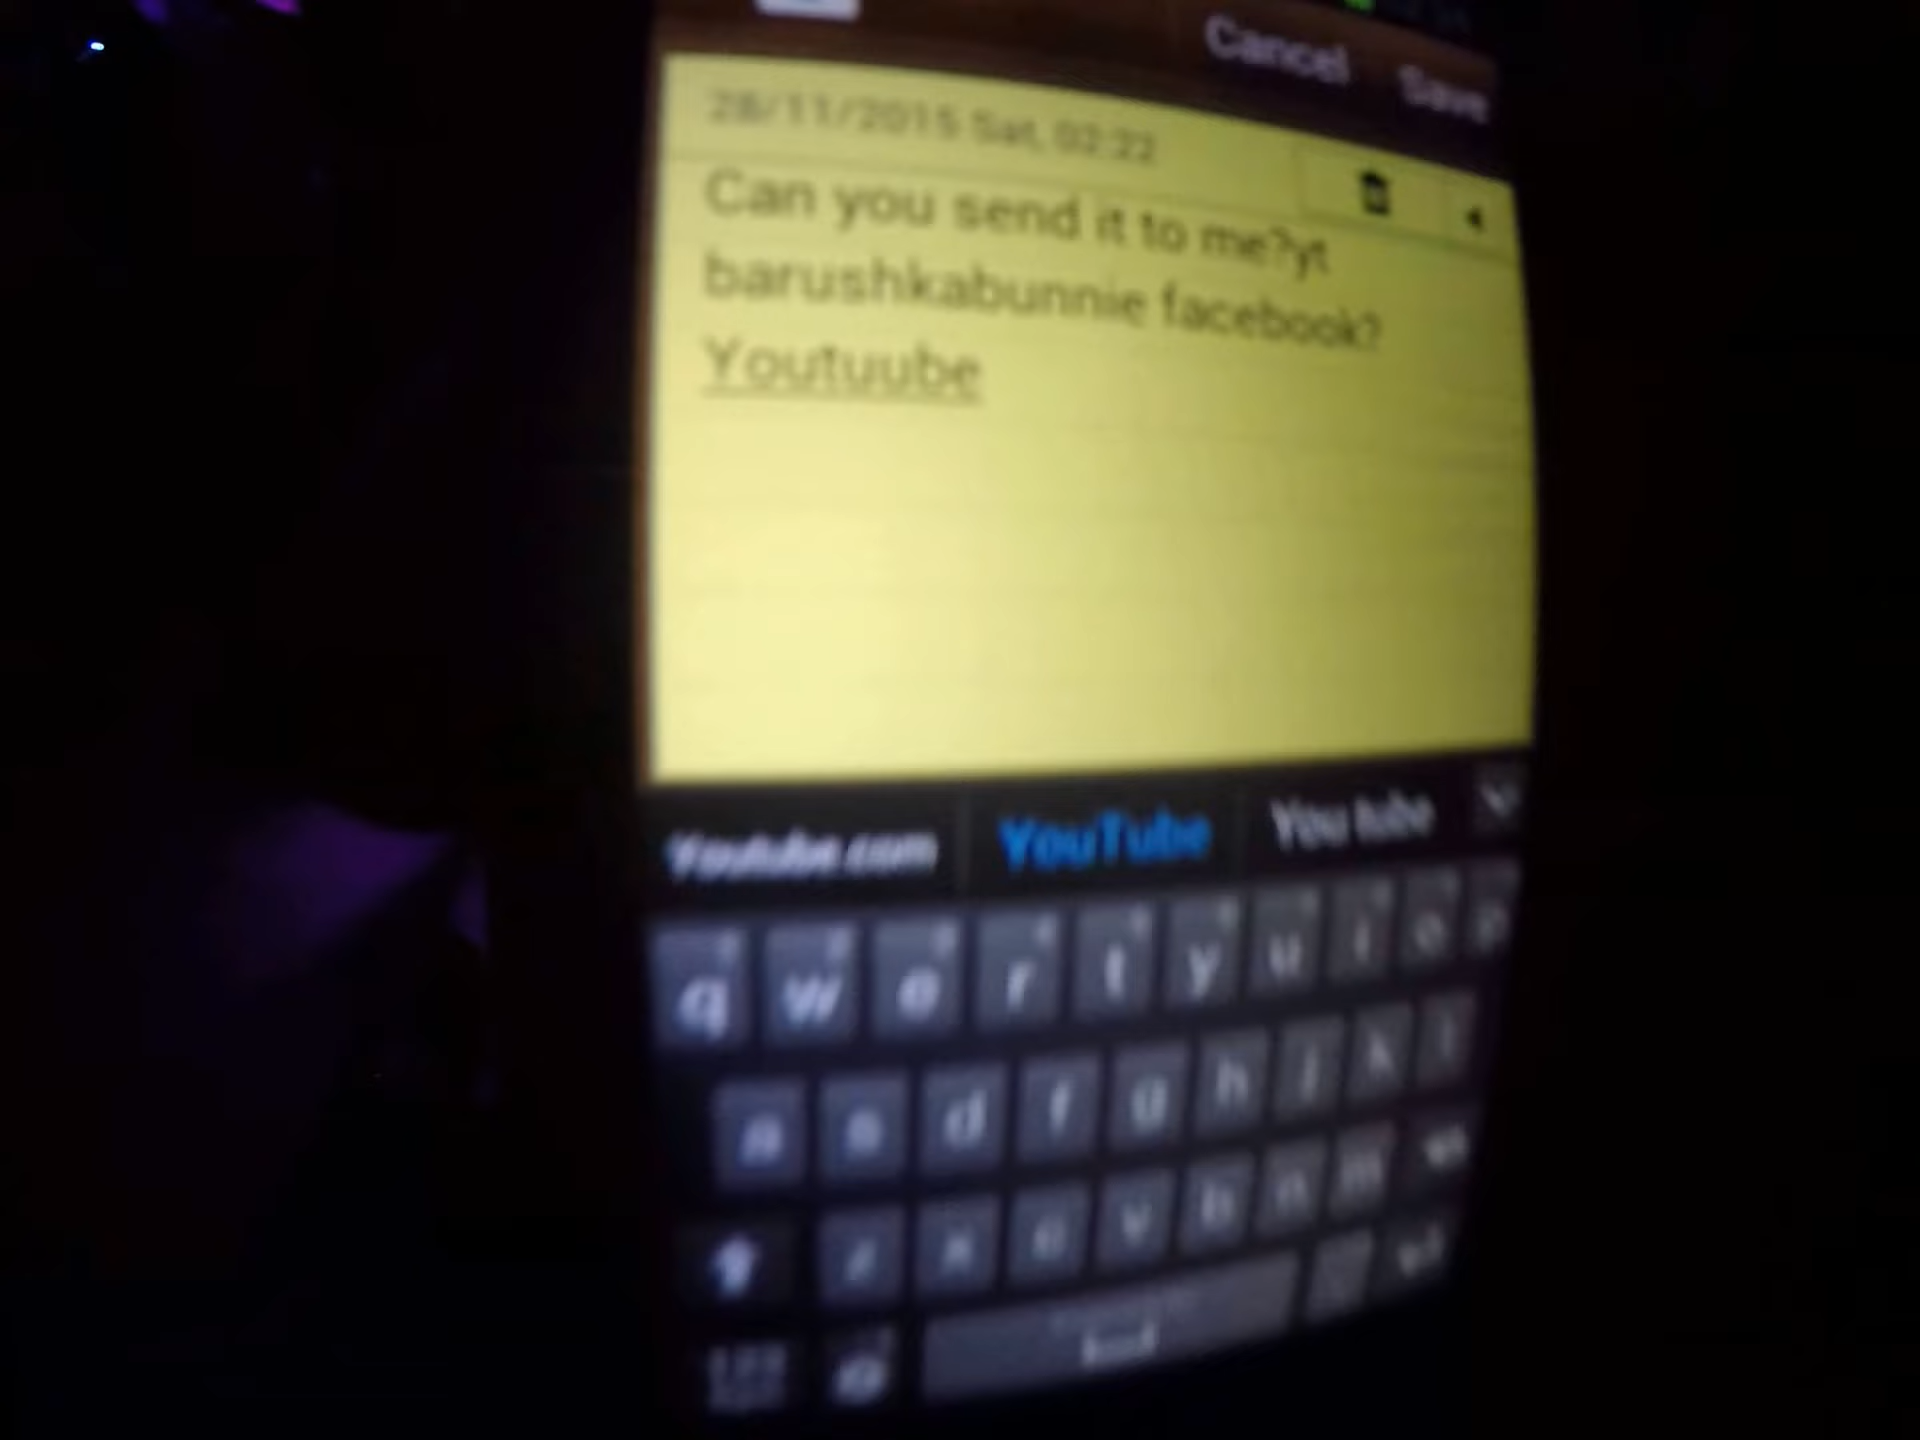 Cancel Save
28/11/2015 Sat, 02:22
Can you send it to me?yt
barushkabunnie facebook?
Youtuube
Youtube.com YouTube You tube
q w e r t y u i o p
a s d f g h j k l
z x c v b n m